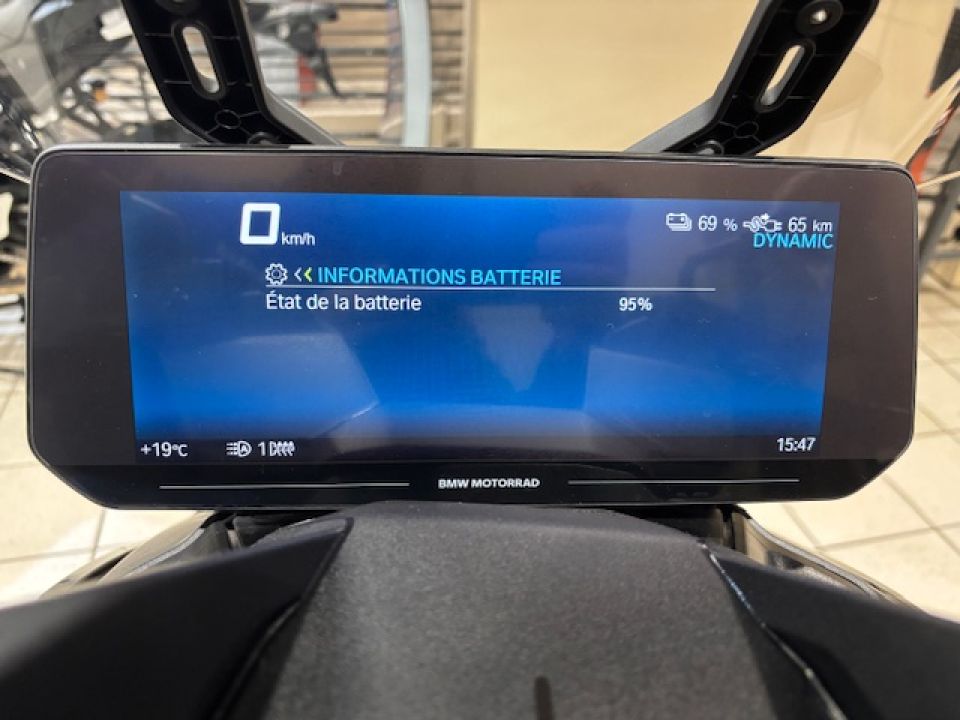 0 km/h
69 % 65 km
DYNAMIC
<< INFORMATIONS BATTERIE
État de la batterie 95%
+19°C 1 15:47
BMW MOTORRAD